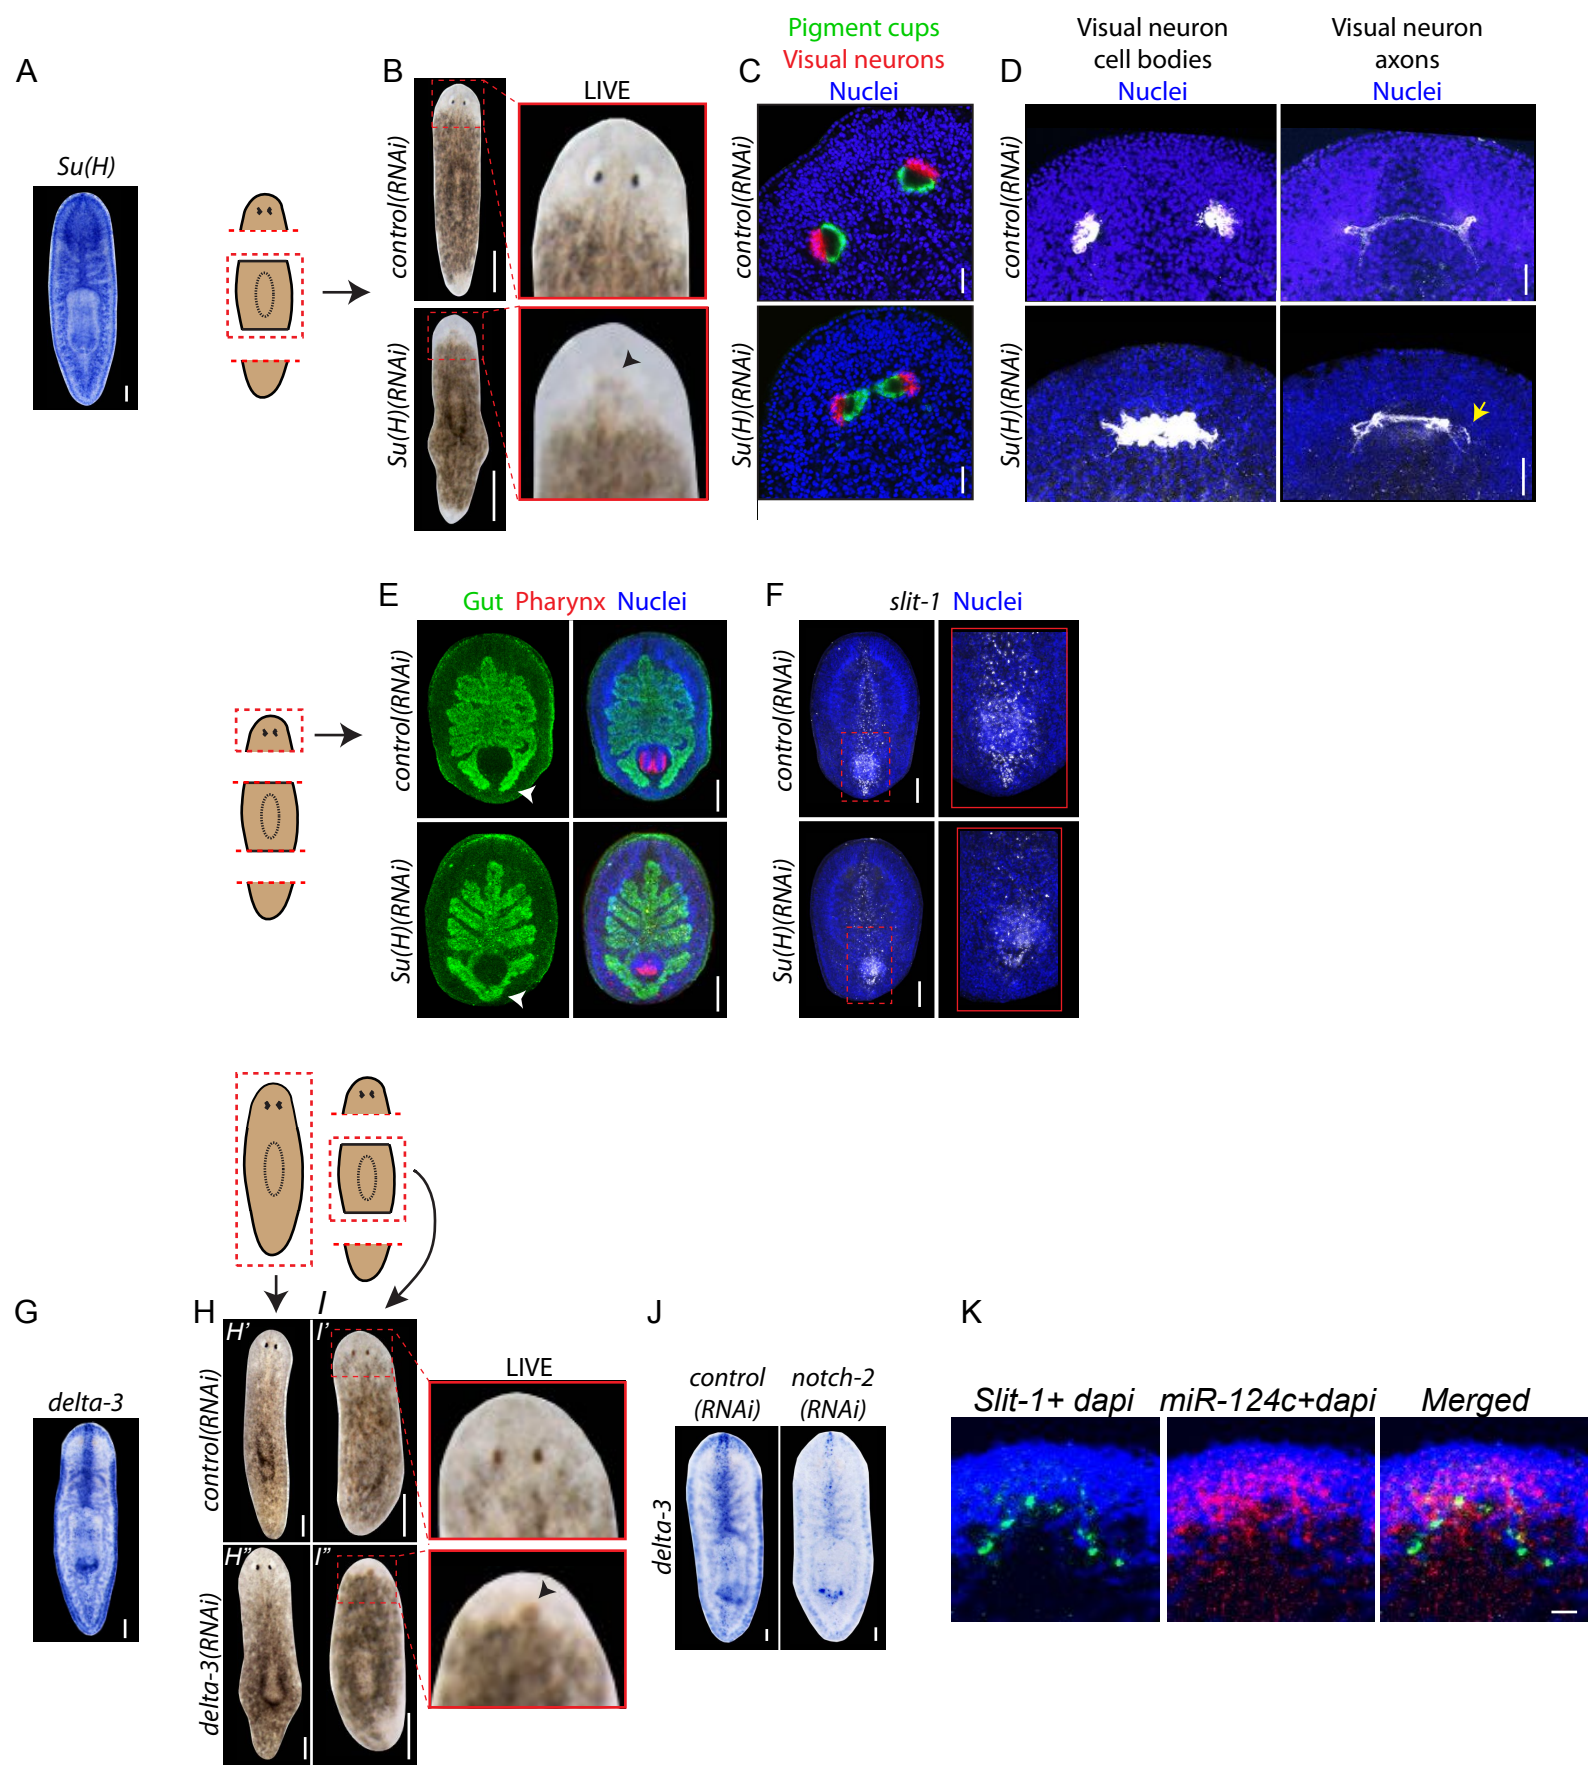 A
Su(H)
B
LIVE
control(RNAi)
Su(H)(RNAi)
Pigment cups
Visual neurons
C
Nuclei
control(RNAi)
Su(H)(RNAi)
Visual neuron
cell bodies
D
Nuclei
Visual neuron
axons
Nuclei
control(RNAi)
Su(H)(RNAi)
E
Gut Pharynx Nuclei
control(RNAi)
Su(H)(RNAi)
F
slit-1 Nuclei
control(RNAi)
Su(H)(RNAi)
G
delta-3
H
I
H'
I'
LIVE
control(RNAi)
H"
I"
delta-3(RNAi)
J
control
(RNAi)
notch-2
(RNAi)
delta-3
K
Slit-1+ dapi
miR-124c+dapi
Merged